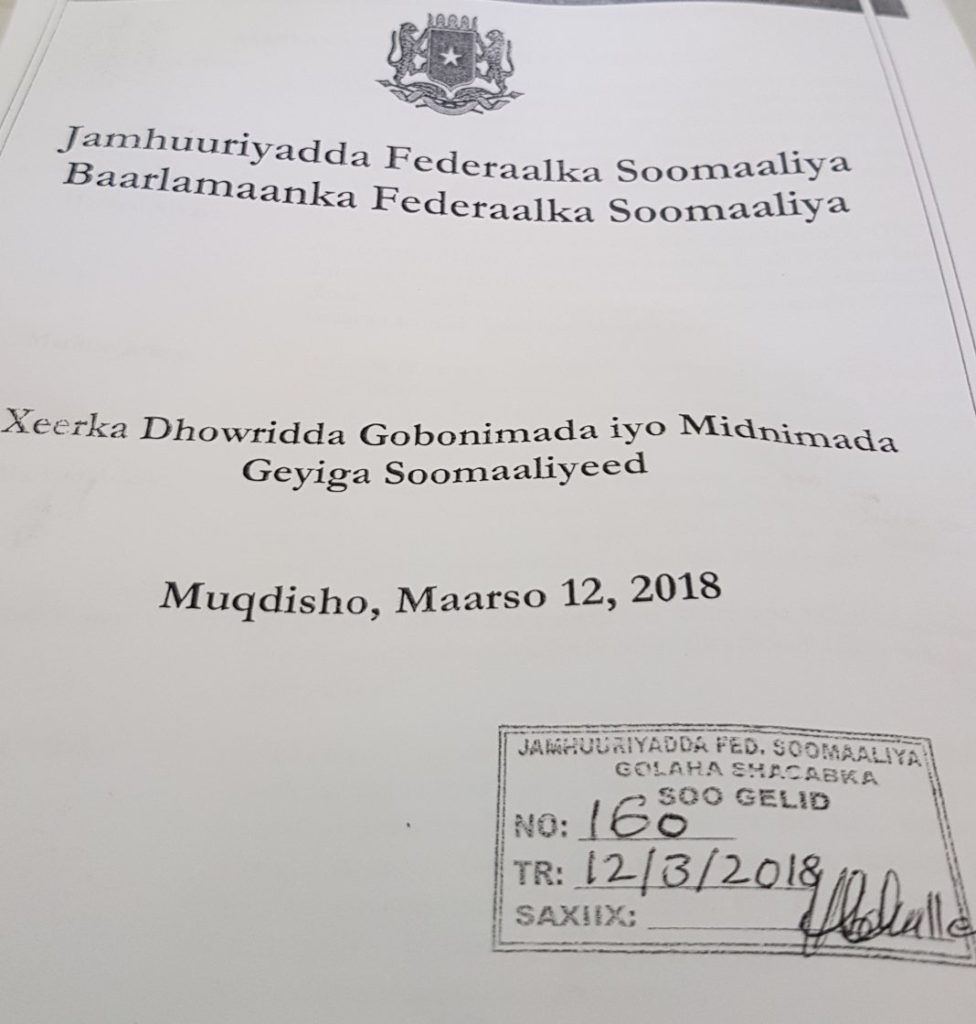 Jamhuuriyadda Federaalka Soomaaliya
Baarlamaanka Federaalka Soomaaliya
Xeerka Dhowridda Gobonimada iyo Midnimada
Geyiga Soomaaliyeed
Muqdisho, Maarso 12, 2018
JAMHUURIYADDA FED. SOOMAALIYA
GOLAHA SHACABKA
SOO GELID
NO: 160
TR: 12/3/2018
SAXIIX: